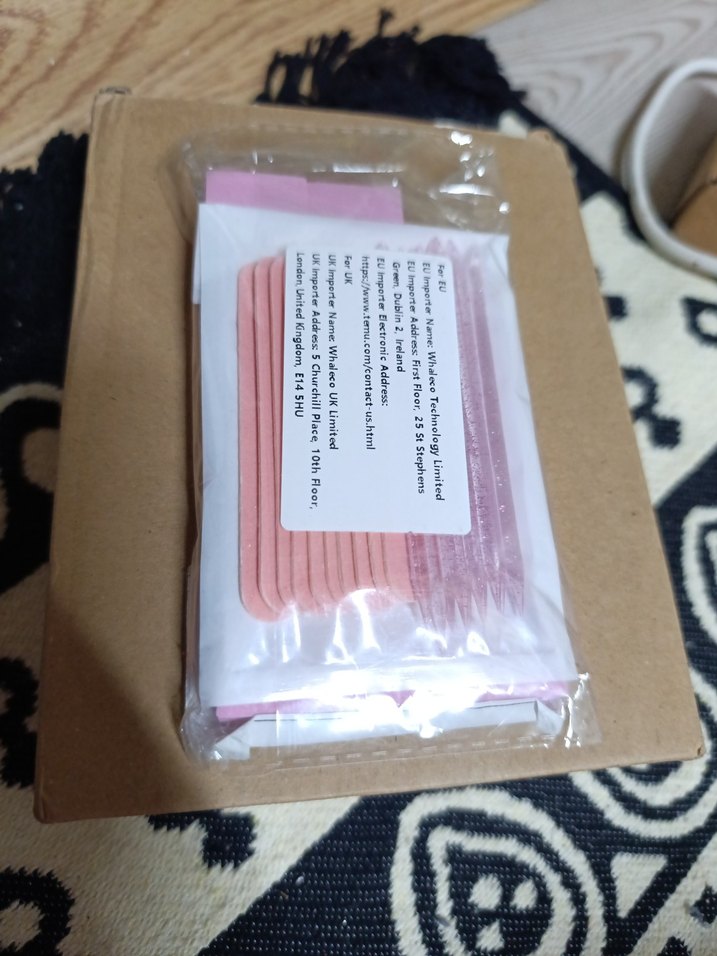 For EU
EU Importer Name: Whaleco Technology Limited
EU Importer Address: First Floor, 25 St Stephens
Green, Dublin 2, Ireland
EU Importer Electronic Address:
https://www.temu.com/contact-us.html
For UK
UK Importer Name: Whaleco UK Limited
UK Importer Address: 5 Churchill Place, 10th Floor,
London, United Kingdom, E14 5HU